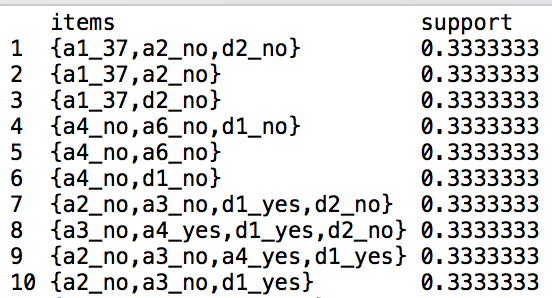 items support
1 {a1_37,a2_no,d2_no} 0.3333333
2 {a1_37,a2_no} 0.3333333
3 {a1_37,d2_no} 0.3333333
4 {a4_no,a6_no,d1_no} 0.3333333
5 {a4_no,a6_no} 0.3333333
6 {a4_no,d1_no} 0.3333333
7 {a2_no,a3_no,d1_yes,d2_no} 0.3333333
8 {a3_no,a4_yes,d1_yes,d2_no} 0.3333333
9 {a2_no,a3_no,a4_yes,d1_yes} 0.3333333
10 {a2_no,a3_no,d1_yes} 0.3333333